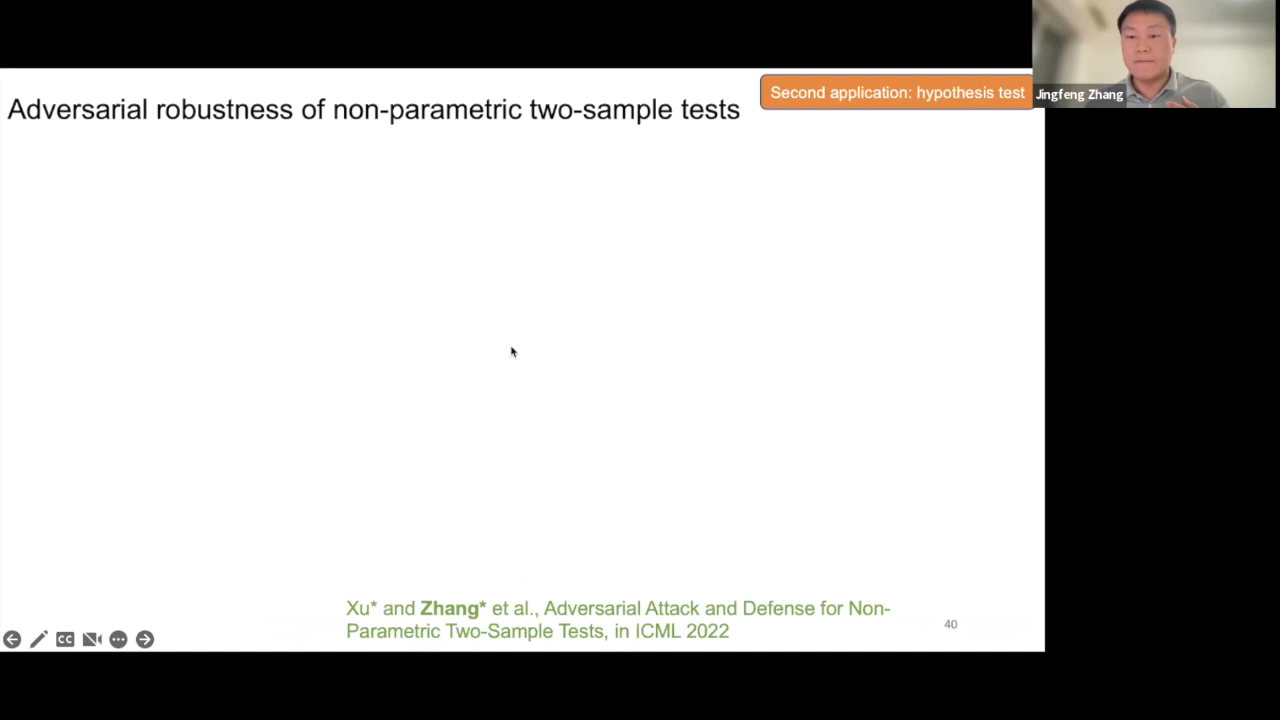 Second application: hypothesis test
Jingfeng Zhang
Adversarial robustness of non-parametric two-sample tests
Xu* and Zhang* et al., Adversarial Attack and Defense for Non-
Parametric Two-Sample Tests, in ICML 2022
40
CC